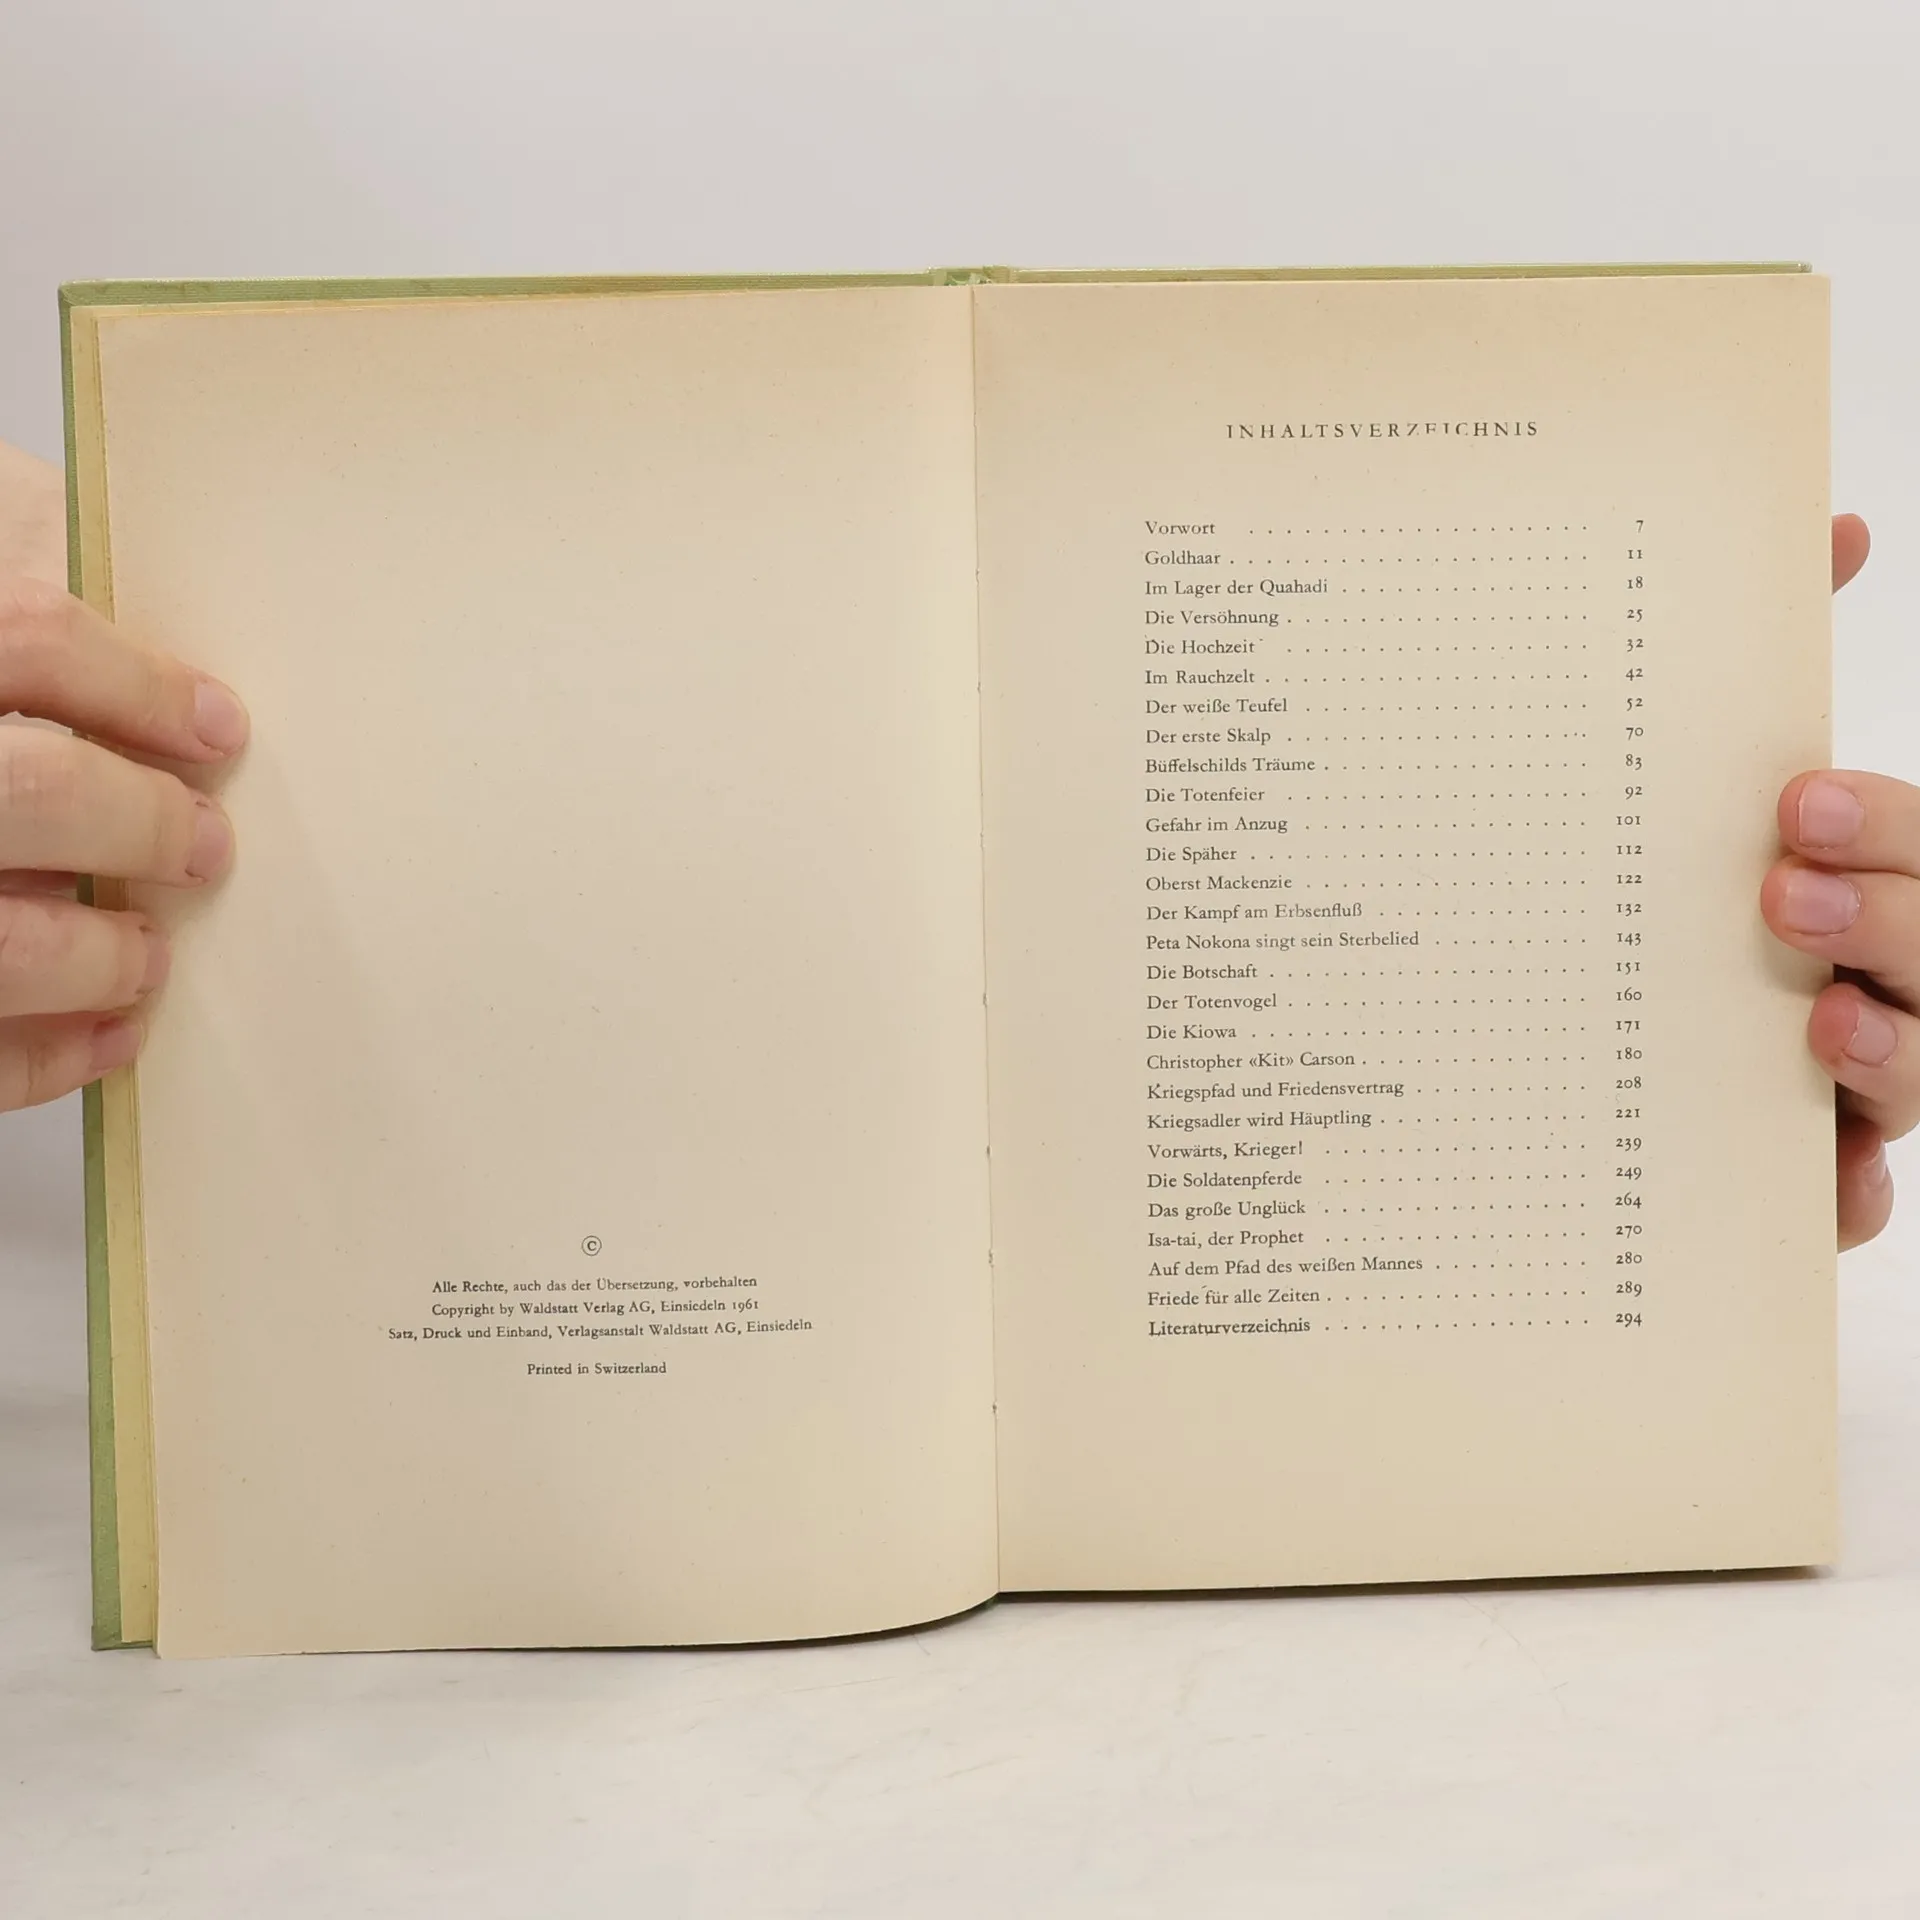 ©
Alle Rechte, auch das der Übersetzung, vorbehalten
Copyright by Waldstatt Verlag AG, Einsiedeln 1961
Satz, Druck und Einband, Verlagsanstalt Waldstatt AG, Einsiedeln
Printed in Switzerland
INHALTSVERZEICHNIS
Vorwort . . . . . . . . . . . . . . . . . . . 7
Goldhaar . . . . . . . . . . . . . . . . . . . . 11
Im Lager der Quahadi . . . . . . . . . . . . . . 18
Die Versöhnung . . . . . . . . . . . . . . . . . 25
Die Hochzeit . . . . . . . . . . . . . . . . . 32
Im Rauchzelt . . . . . . . . . . . . . . . . . . 42
Der weiße Teufel . . . . . . . . . . . . . . . . 52
Der erste Skalp . . . . . . . . . . . . . . . . . 70
Büffelschilds Träume . . . . . . . . . . . . . . . 83
Die Totenfeier . . . . . . . . . . . . . . . . . 92
Gefahr im Anzug . . . . . . . . . . . . . . . . 101
Die Späher . . . . . . . . . . . . . . . . . . . 112
Oberst Mackenzie . . . . . . . . . . . . . . . . 122
Der Kampf am Erbsenfluß . . . . . . . . . . . . 132
Peta Nokona singt sein Sterbelied . . . . . . . . . 143
Die Botschaft . . . . . . . . . . . . . . . . . . 151
Der Totenvogel . . . . . . . . . . . . . . . . . 160
Die Kiowa . . . . . . . . . . . . . . . . . . . 171
Christopher «Kit» Carson . . . . . . . . . . . . . 180
Kriegspfad und Friedensvertrag . . . . . . . . . . 208
Kriegsadler wird Häuptling . . . . . . . . . . . . 221
Vorwärts, Krieger! . . . . . . . . . . . . . . . 239
Die Soldatenpferde . . . . . . . . . . . . . . . 249
Das große Unglück . . . . . . . . . . . . . . . 264
Isa-tai, der Prophet . . . . . . . . . . . . . . . 270
Auf dem Pfad des weißen Mannes . . . . . . . . . 280
Friede für alle Zeiten . . . . . . . . . . . . . . . 289
Literaturverzeichnis . . . . . . . . . . . . . . . 294